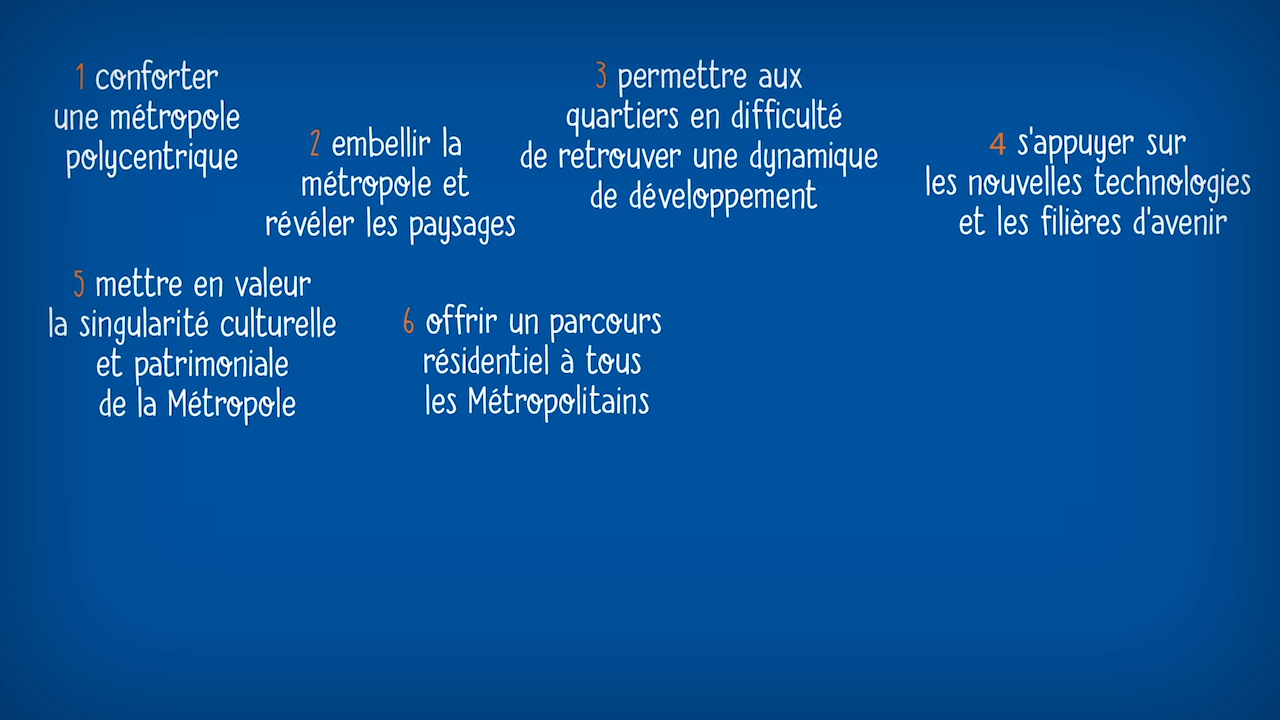 1 conforter
une métropole
polycentrique
2 embellir la
métropole et
révéler les paysages
3 permettre aux
quartiers en difficulté
de retrouver une dynamique
de développement
4 s'appuyer sur
les nouvelles technologies
et les filières d'avenir
5 mettre en valeur
la singularité culturelle
et patrimoniale
de la Métropole
6 offrir un parcours
résidentiel à tous
les Métropolitains